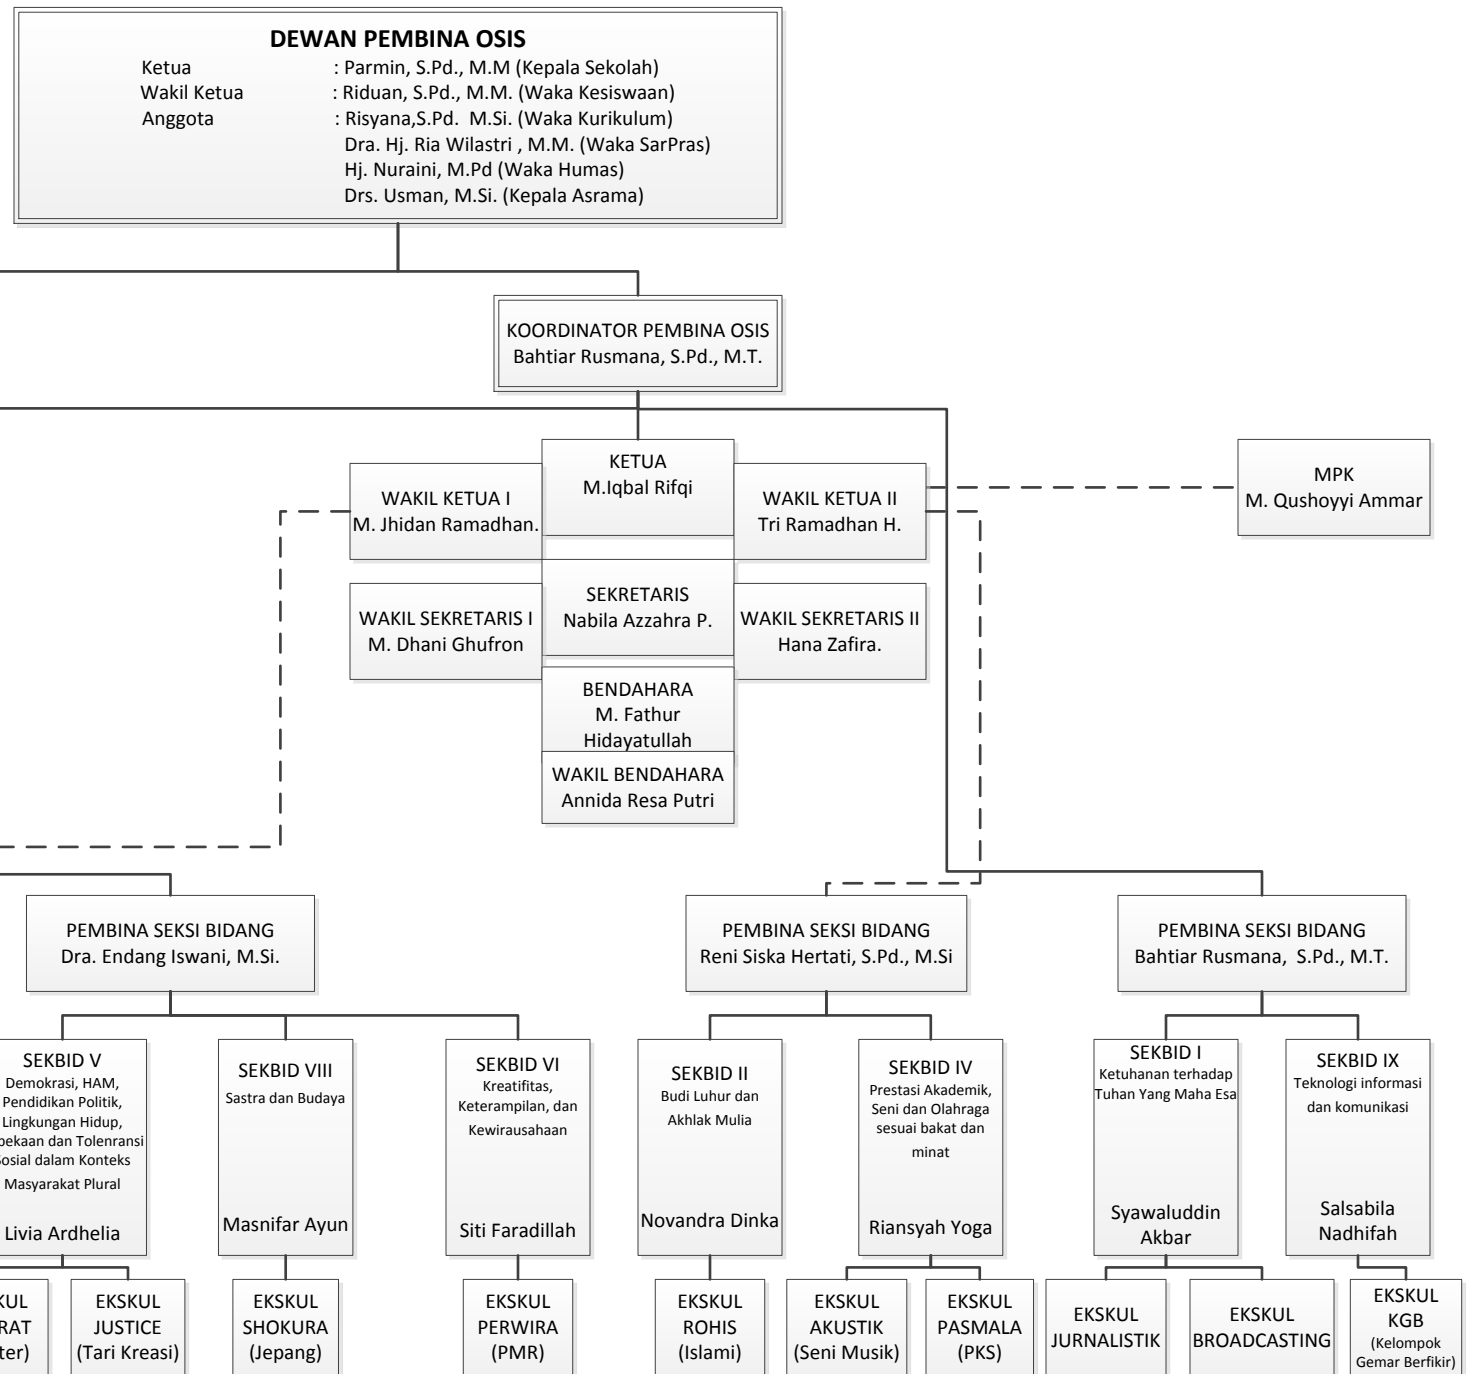 DEWAN PEMBINA OSIS
Ketua : Parmin, S.Pd., M.M (Kepala Sekolah)
Wakil Ketua : Riduan, S.Pd., M.M. (Waka Kesiswaan)
Anggota : Risyana,S.Pd. M.Si. (Waka Kurikulum)
Dra. Hj. Ria Wilastri , M.M. (Waka SarPras)
Hj. Nuraini, M.Pd (Waka Humas)
Drs. Usman, M.Si. (Kepala Asrama)
KOORDINATOR PEMBINA OSIS
Bahtiar Rusmana, S.Pd., M.T.
KETUA
M.Iqbal Rifqi
WAKIL KETUA I
M. Jhidan Ramadhan.
WAKIL KETUA II
Tri Ramadhan H.
MPK
M. Qushoyyi Ammar
SEKRETARIS
Nabila Azzahra P.
WAKIL SEKRETARIS I
M. Dhani Ghufron
WAKIL SEKRETARIS II
Hana Zafira.
BENDAHARA
M. Fathur
Hidayatullah
WAKIL BENDAHARA
Annida Resa Putri
PEMBINA SEKSI BIDANG
Dra. Endang Iswani, M.Si.
PEMBINA SEKSI BIDANG
Reni Siska Hertati, S.Pd., M.Si
PEMBINA SEKSI BIDANG
Bahtiar Rusmana, S.Pd., M.T.
SEKBID V
Demokrasi, HAM,
Pendidikan Politik,
Lingkungan Hidup,
dan Tolenransi
dalam Konteks
Masyarakat Plural
Livia Ardhelia
SEKBID VIII
Sastra dan Budaya
Masnifar Ayun
SEKBID VI
Kreatifitas,
Keterampilan, dan
Kewirausahaan
Siti Faradillah
SEKBID II
Budi Luhur dan
Akhlak Mulia
Novandra Dinka
SEKBID IV
Prestasi Akademik,
Seni dan Olahraga
sesuai bakat dan
minat
Riansyah Yoga
SEKBID I
Ketuhanan terhadap
Tuhan Yang Maha Esa
Syawaluddin
Akbar
SEKBID IX
Teknologi informasi
dan komunikasi
Salsabila
Nadhifah
EKSKUL
JUSTICE
(Tari Kreasi)
EKSKUL
SHOKURA
(Jepang)
EKSKUL
PERWIRA
(PMR)
EKSKUL
ROHIS
(Islami)
EKSKUL
AKUSTIK
(Seni Musik)
EKSKUL
PASMALA
(PKS)
EKSKUL
JURNALISTIK
EKSKUL
BROADCASTING
EKSKUL
KGB
(Kelompok
Gemar Berfikir)